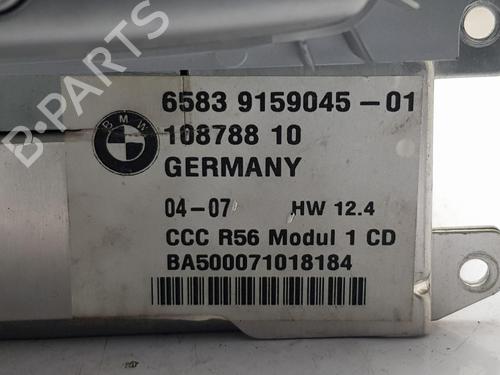 B-PARTS
BMW
6583 9159045-01
108788 10
GERMANY
04-07 HW 12.4
CCC R56 Modul 1 CD
BA500071018184